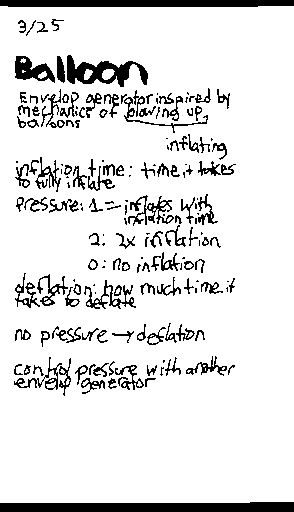 3/25
Balloon
Envelop generator inspired by
mechanics of blowing up
balloons
inflating
inflation time: time it takes
to fully inflate
pressure: 1 = inflates with
inflation time
2: 2x inflation
0: no inflation
deflation: how much time it
takes to deflate
no pressure → deflation
control pressure with another
envelop generator